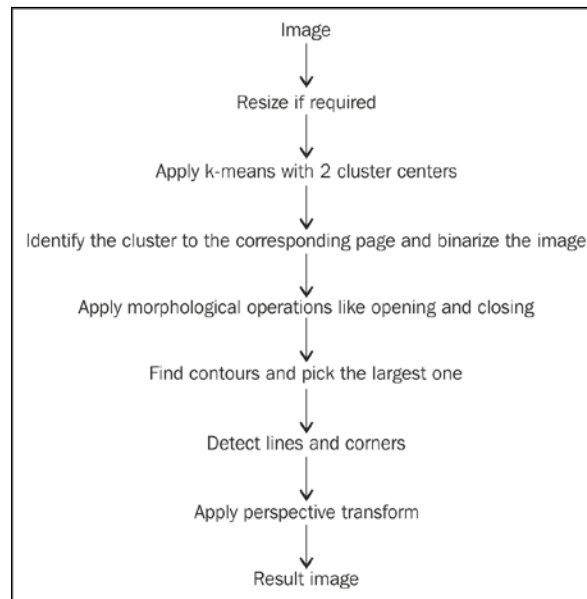 Image
Resize if required
Apply k-means with 2 cluster centers
Identify the cluster to the corresponding page and binarize the image
Apply morphological operations like opening and closing
Find contours and pick the largest one
Detect lines and corners
Apply perspective transform
Result image